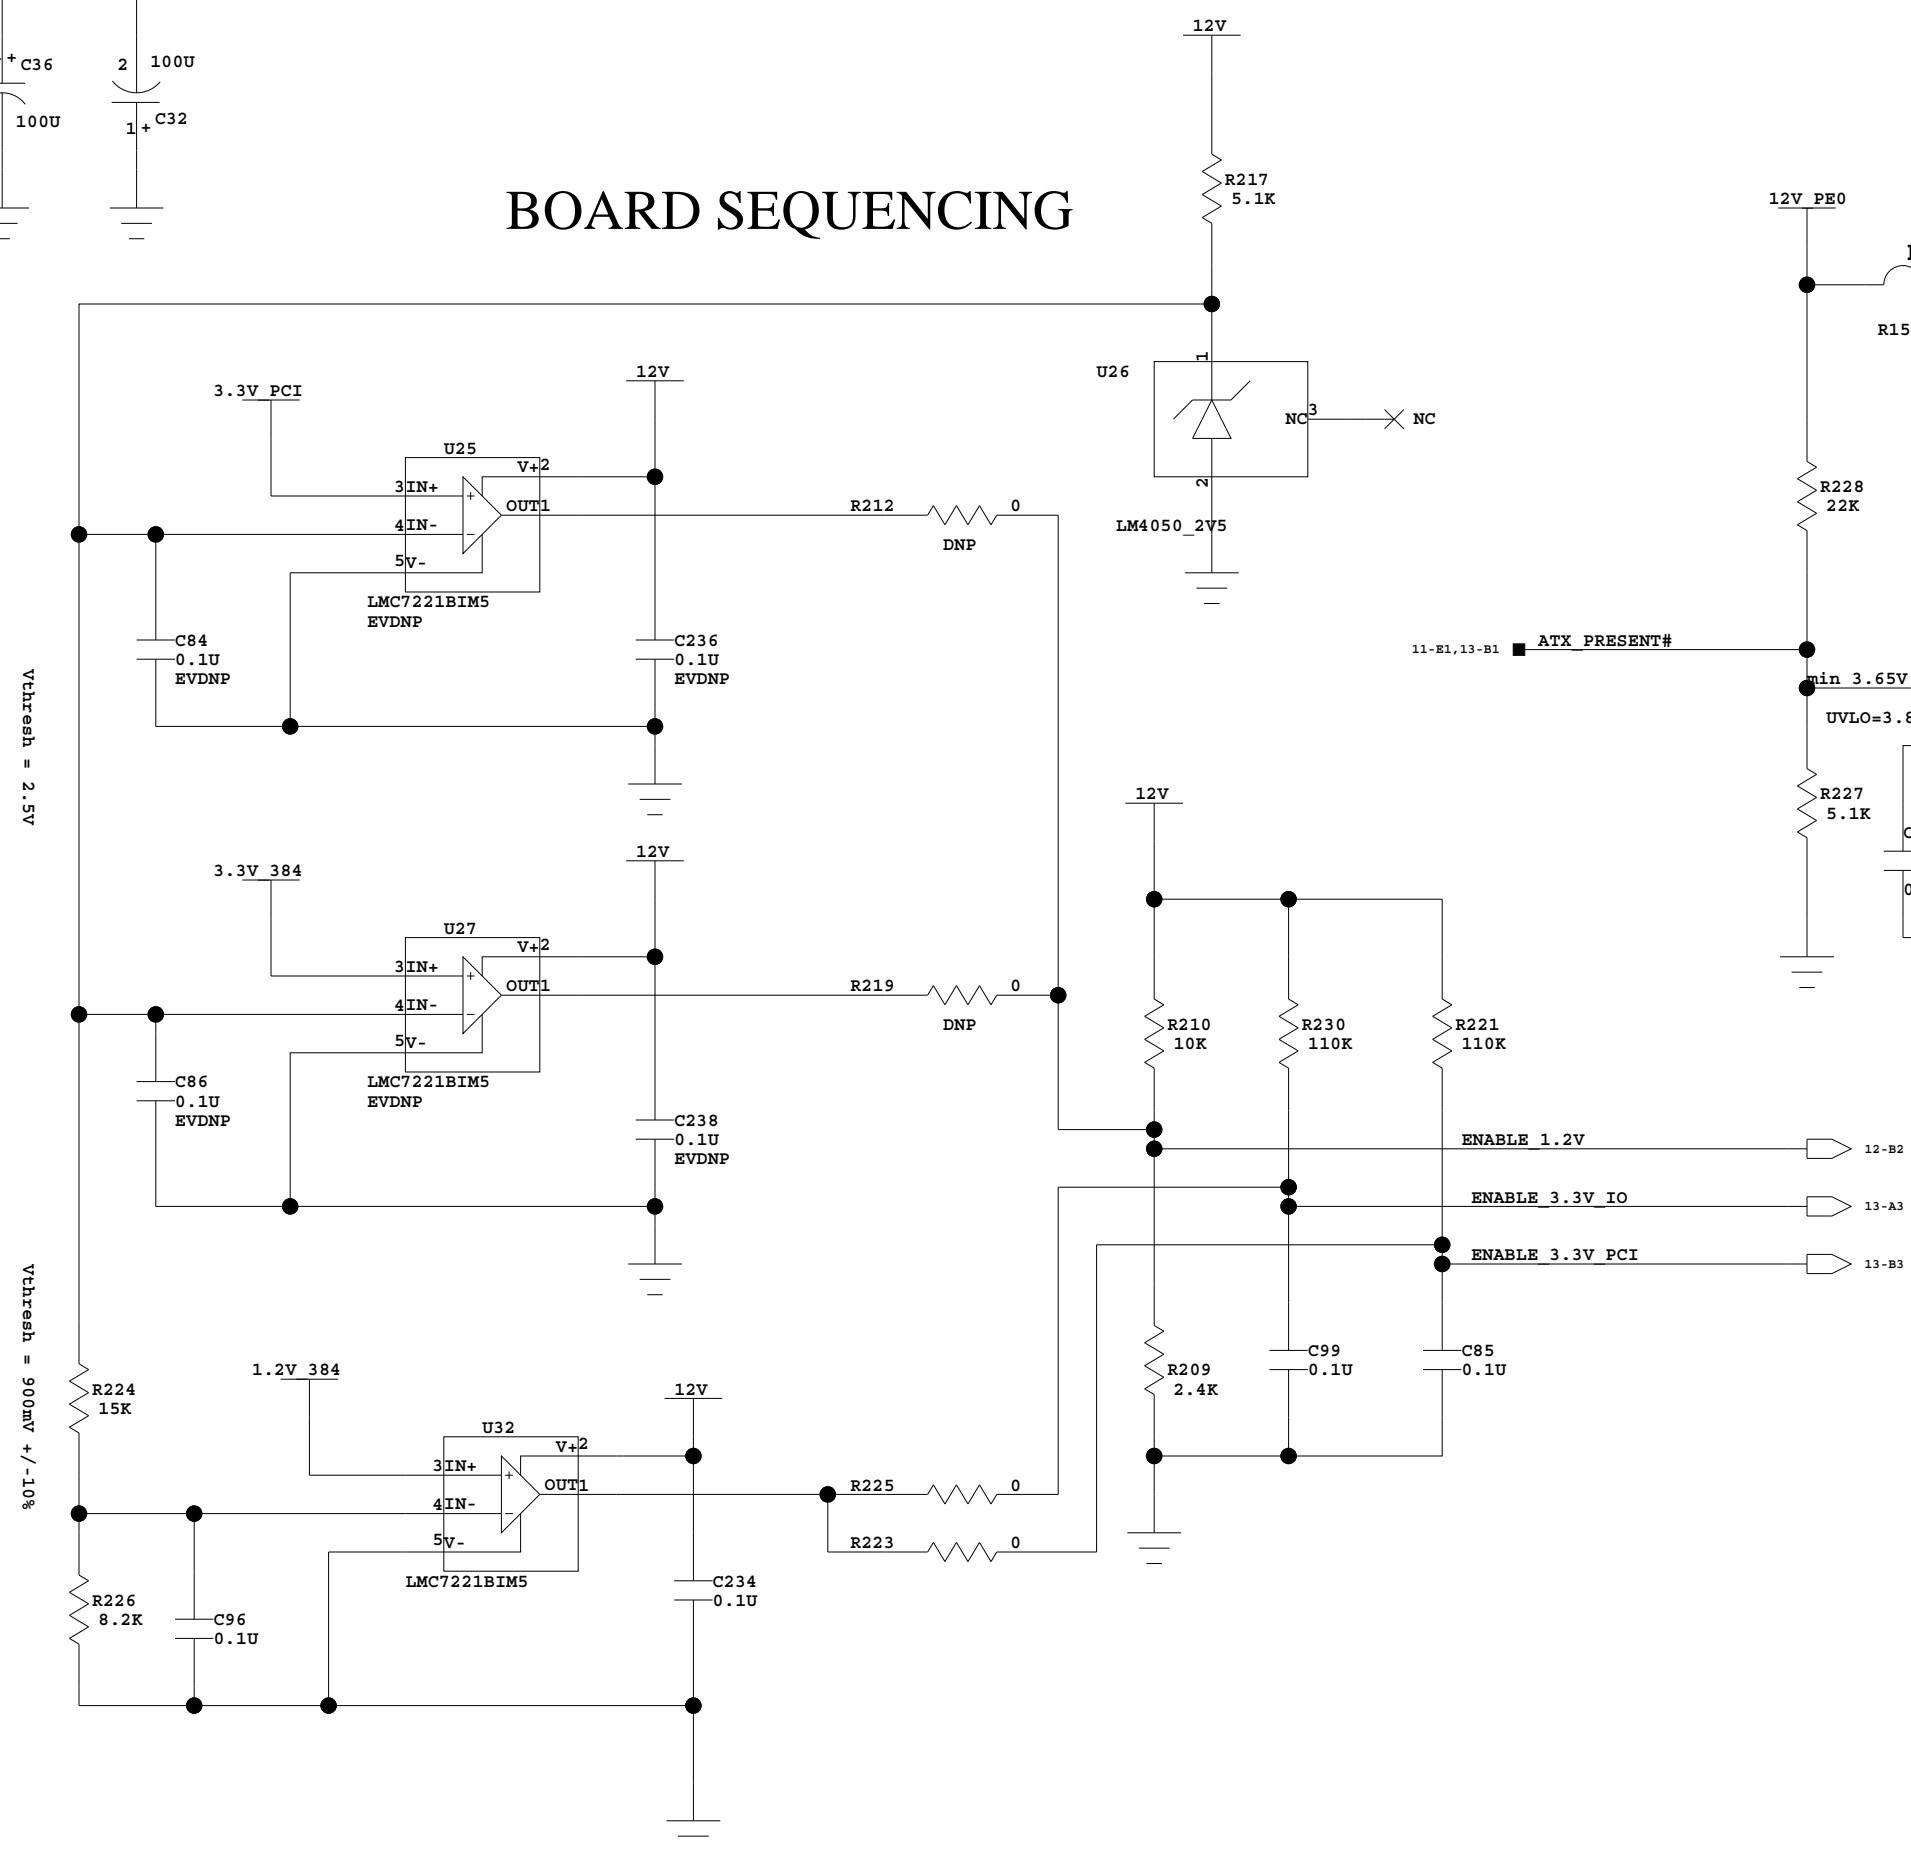 12V
+ C36
100U
2 100U
1 + C32
R217
5.1K
BOARD SEQUENCING
12V_PE0
R15
12V
3.3V_PCI
U25
V+ 2
3 IN+
+
OUT 1
4 IN-
-
5 V-
LMC7221BIM5
EVDNP
R212 0
DNP
U26
1
NC 3 NC
2
LM4050_2V5
R228
22K
C84
0.1U
EVDNP
C236
0.1U
EVDNP
11-E1,13-B1 ATX_PRESENT#
min 3.65V
UVLO=3.8
Vthresh = 2.5V
R227
5.1K
12V
12V
3.3V_384
U27
V+ 2
3 IN+
+
OUT 1
4 IN-
-
5 V-
LMC7221BIM5
EVDNP
R219 0
DNP
R210
10K
R230
110K
R221
110K
C86
0.1U
EVDNP
C238
0.1U
EVDNP
ENABLE_1.2V 12-B2
ENABLE_3.3V_IO 13-A3
ENABLE_3.3V_PCI 13-B3
Vthresh = 900mV +/-10%
R224
15K
1.2V_384
12V
U32
V+ 2
3 IN+
+
OUT 1
4 IN-
-
5 V-
LMC7221BIM5
R225 0
R223 0
R209
2.4K
C99
0.1U
C85
0.1U
R226
8.2K
C96
0.1U
C234
0.1U